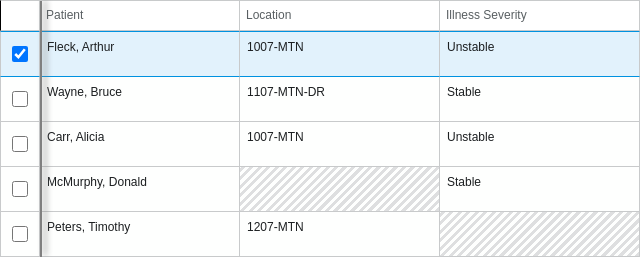 Patient Location Illness Severity
Fleck, Arthur 1007-MTN Unstable
Wayne, Bruce 1107-MTN-DR Stable
Carr, Alicia 1007-MTN Unstable
McMurphy, Donald Stable
Peters, Timothy 1207-MTN